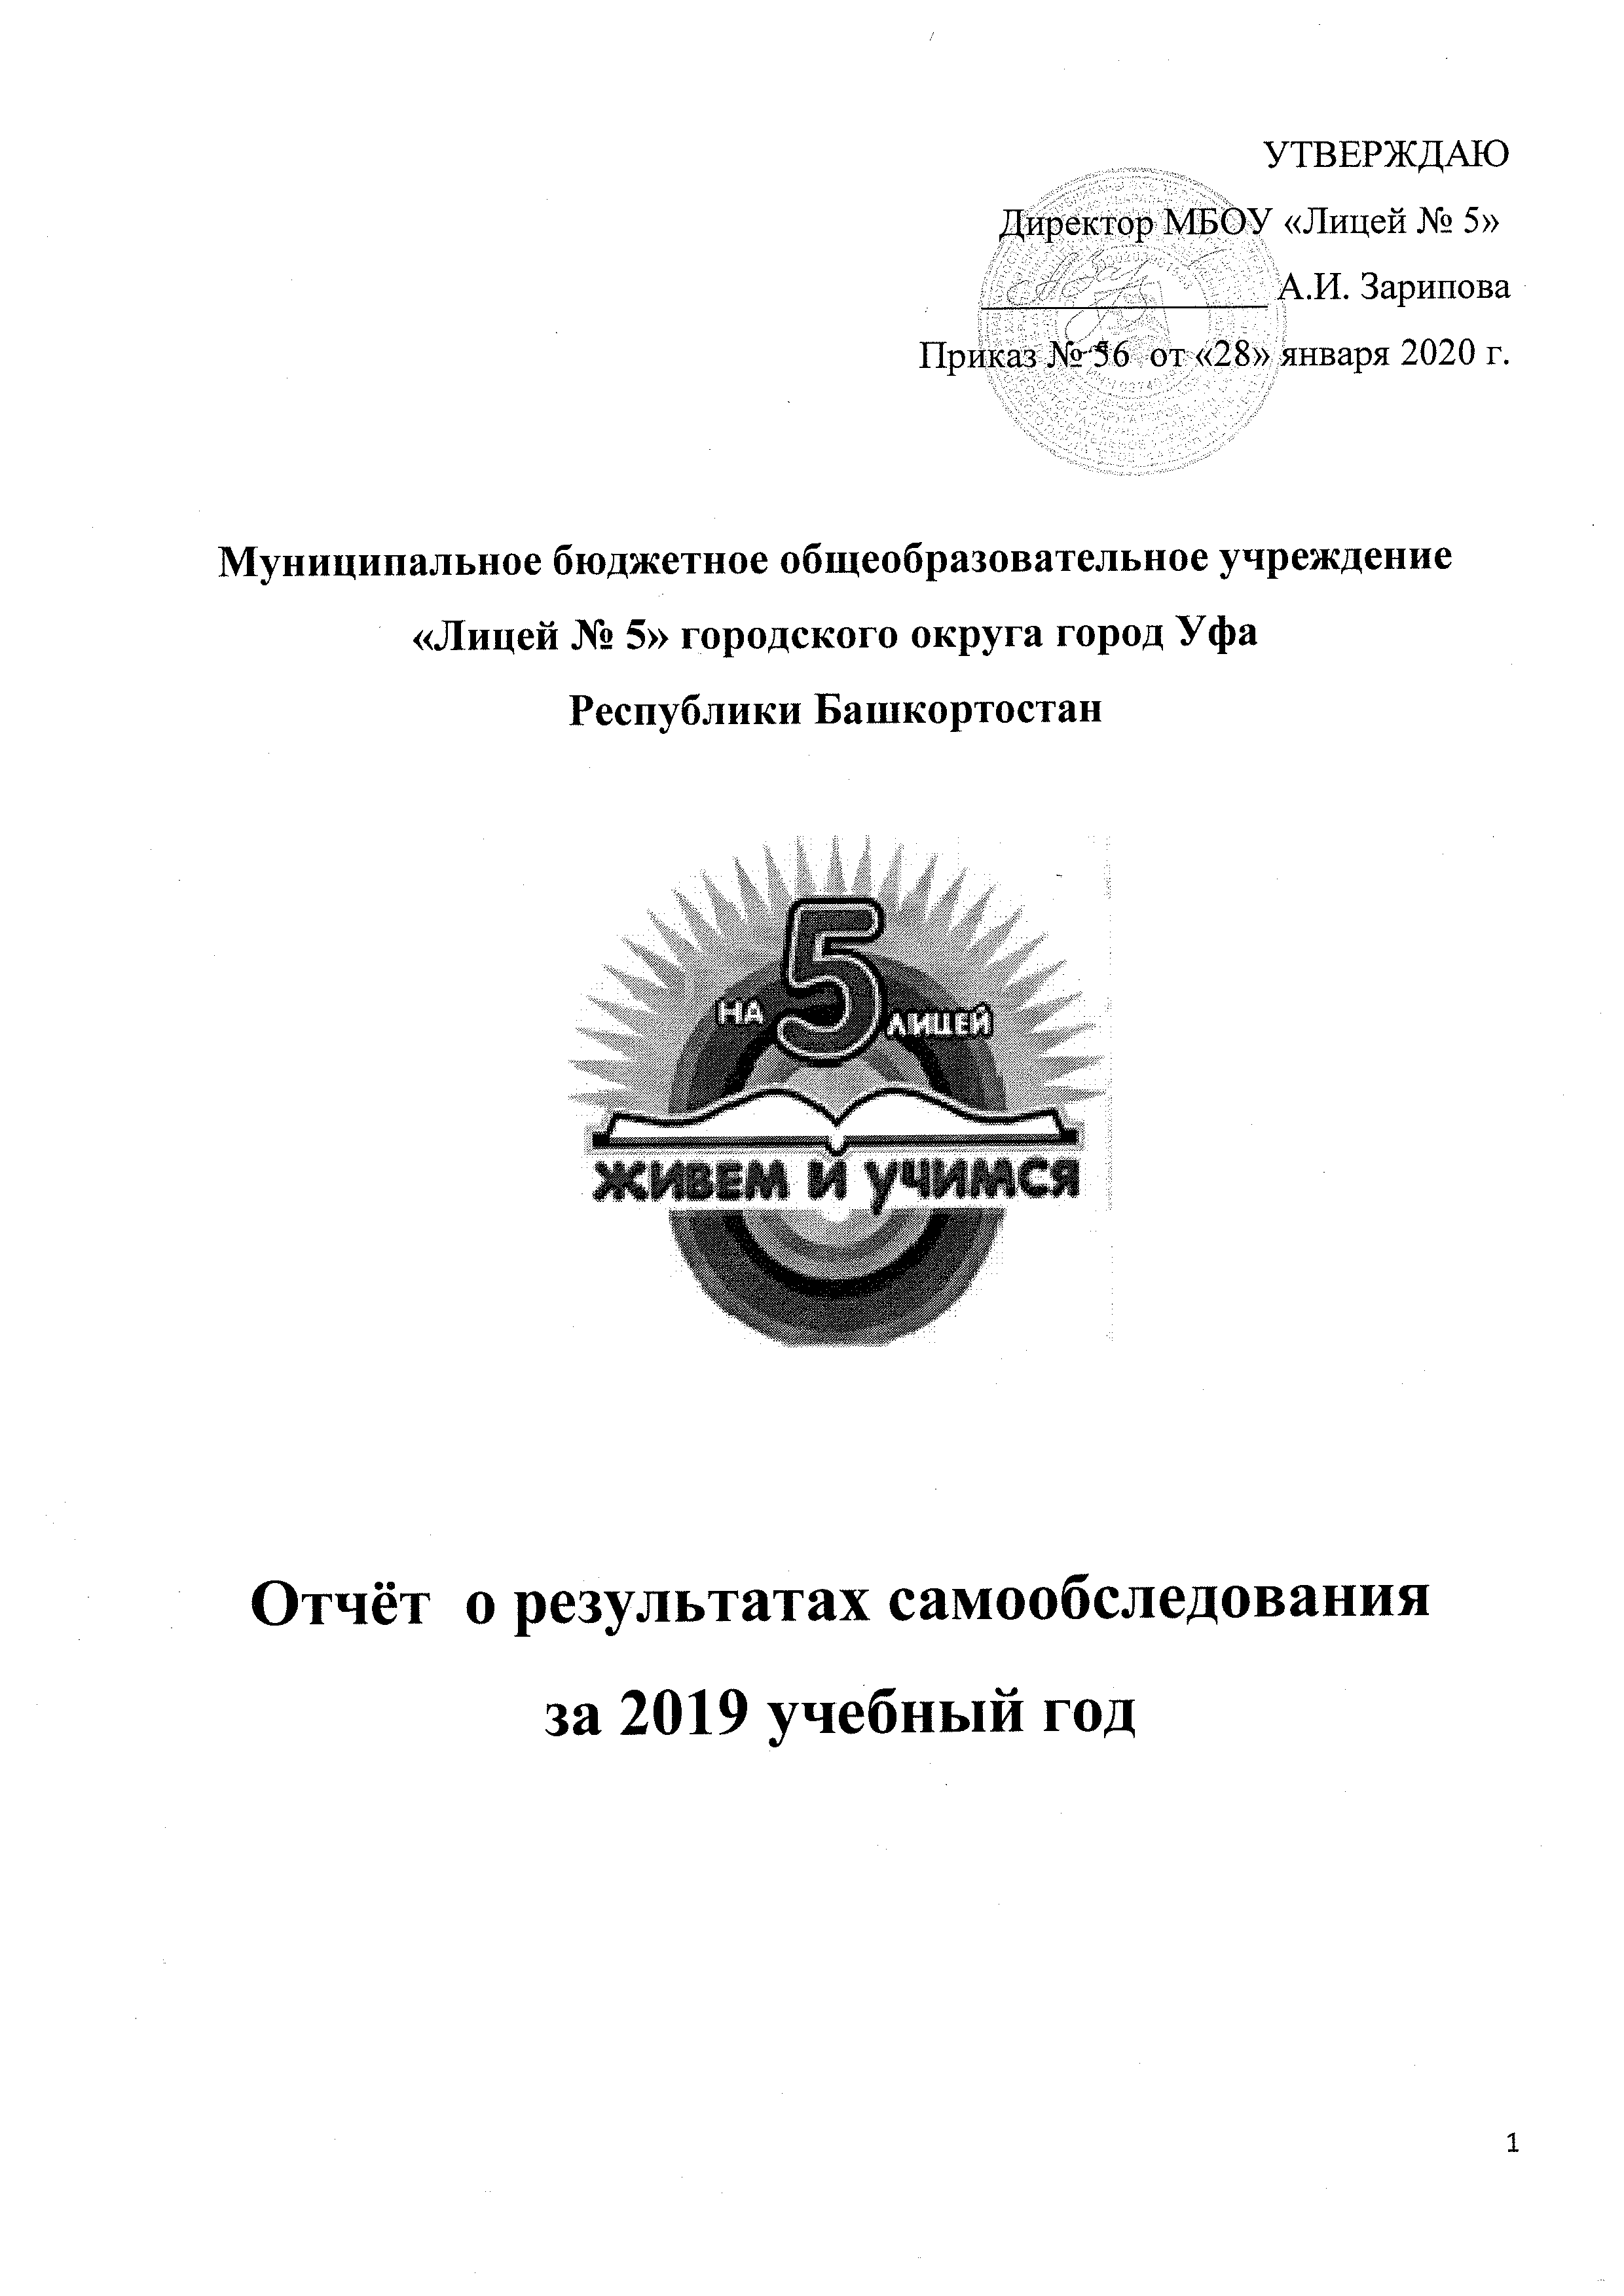 УТВЕРЖДАЮ
Директор МБОУ «Лицей № 5»
А.И. Зарипова
Приказ № 56 от «28» января 2020 г.
Муниципальное бюджетное общеобразовательное учреждение
«Лицей № 5» городского округа город Уфа
Республики Башкортостан
НА 5 ЛИЦЕЙ
ЖИВЕМ И УЧИМСЯ
Отчёт о результатах самообследования
за 2019 учебный год
1